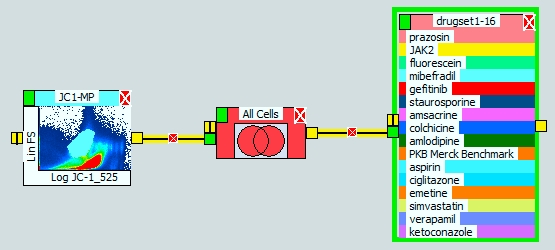 JC1-MP
Lin FS
Log JC-1_525
All Cells
drugset1-16
prazosin
JAK2
fluorescein
mibefradil
gefitinib
staurosporine
amsacrine
colchicine
amlodipine
PKB Merck Benchmark
aspirin
ciglitazone
emetine
simvastatin
verapamil
ketoconazole